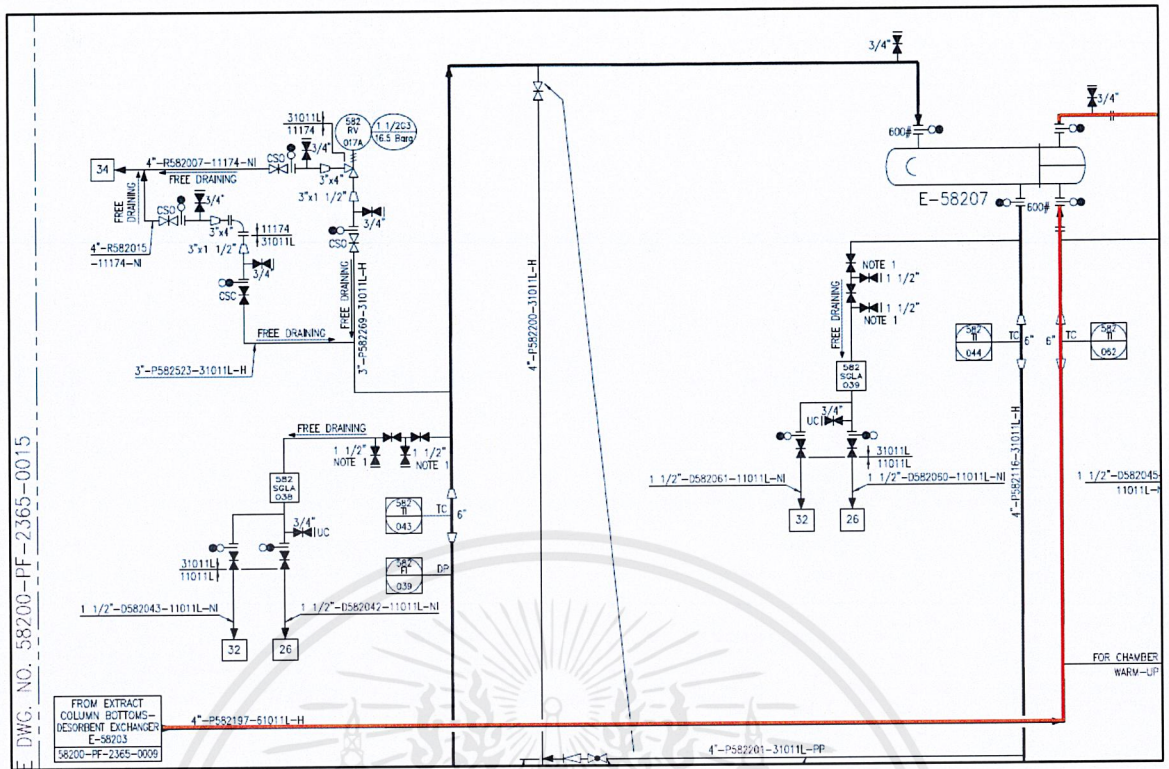 E DWG. NO. 58200-PF-2365-0015
3/4"
3/4"
600#
E-58207
600#
31011L
11174
582
RV
017A
1 1/2G3
16.5 Barg
3/4"
CSO
4"-R582007-11174-NI
34
FREE DRAINING
3"x4"
3"x1 1/2"
FREE DRAINING
CSO
3/4"
3/4"
CSO
3"x4"
11174
31011L
4"-R582015
-11174-NI
3"x1 1/2"
3/4"
CSC
FREE DRAINING
FREE DRAINING
3"-P582269-31011L-H
3"-P582523-31011L-H
4"-P582200-31011L-H
NOTE 1
1 1/2"
1 1/2"
NOTE 1
FREE DRAINING
582
SGLA
039
3/4"
UC
31011L
11011L
1 1/2"-D582061-11011L-NI
1 1/2"-D582060-11011L-NI
32
26
582
TI
044
TC
6"
6"
TC
582
TI
062
4"-P582116-31011L-H
1 1/2"-D582045-
11011L-N
FREE DRAINING
1 1/2"
NOTE 1
1 1/2"
NOTE 1
582
SGLA
038
3/4"
UC
582
TI
043
TC
6"
582
FI
039
DP
31011L
11011L
1 1/2"-D582043-11011L-NI
1 1/2"-D582042-11011L-NI
32
26
FOR CHAMBER
WARM-UP
FROM EXTRACT
COLUMN BOTTOMS-
DESORBENT EXCHANGER
E-58203
58200-PF-2365-0009
4"-P582197-61011L-H
4"-P582201-31011L-PP